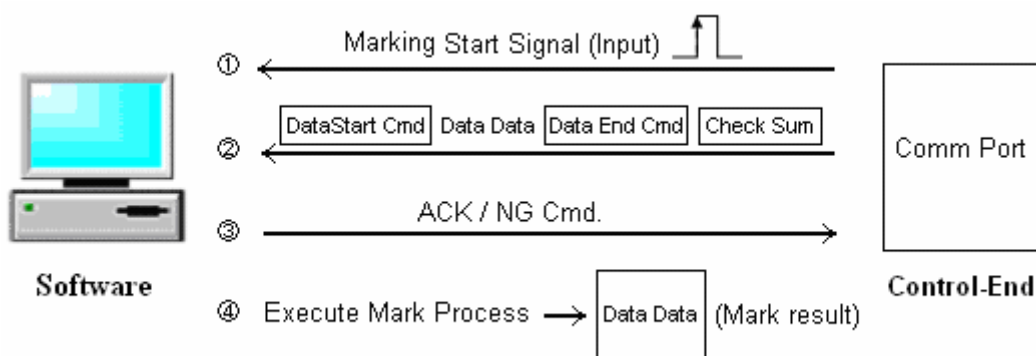 ① Marking Start Signal (Input)
② DataStart Cmd Data Data Data End Cmd Check Sum
Comm Port
③ ACK / NG Cmd.
Software
Control-End
④ Execute Mark Process Data Data (Mark result)